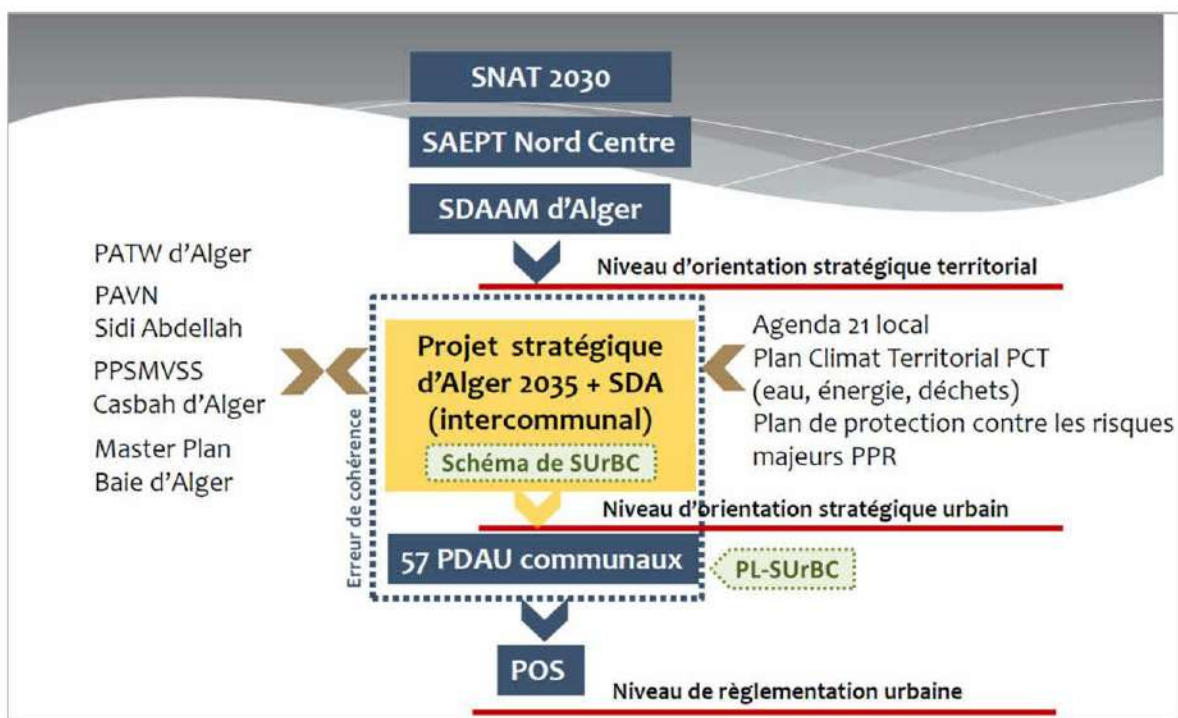 SNAT 2030
SAEPT Nord Centre
SDAAM d’Alger
Niveau d’orientation stratégique territorial
PATW d’Alger
PAVN
Sidi Abdellah
PPSMVSS
Casbah d’Alger
Master Plan
Baie d’Alger
Erreur de cohérence
Projet stratégique
d’Alger 2035 + SDA
(intercommunal)
Schéma de SUrBC
Agenda 21 local
Plan Climat Territorial PCT
(eau, énergie, déchets)
Plan de protection contre les risques
majeurs PPR
Niveau d’orientation stratégique urbain
57 PDAU communaux
PL-SUrBC
POS
Niveau de règlementation urbaine